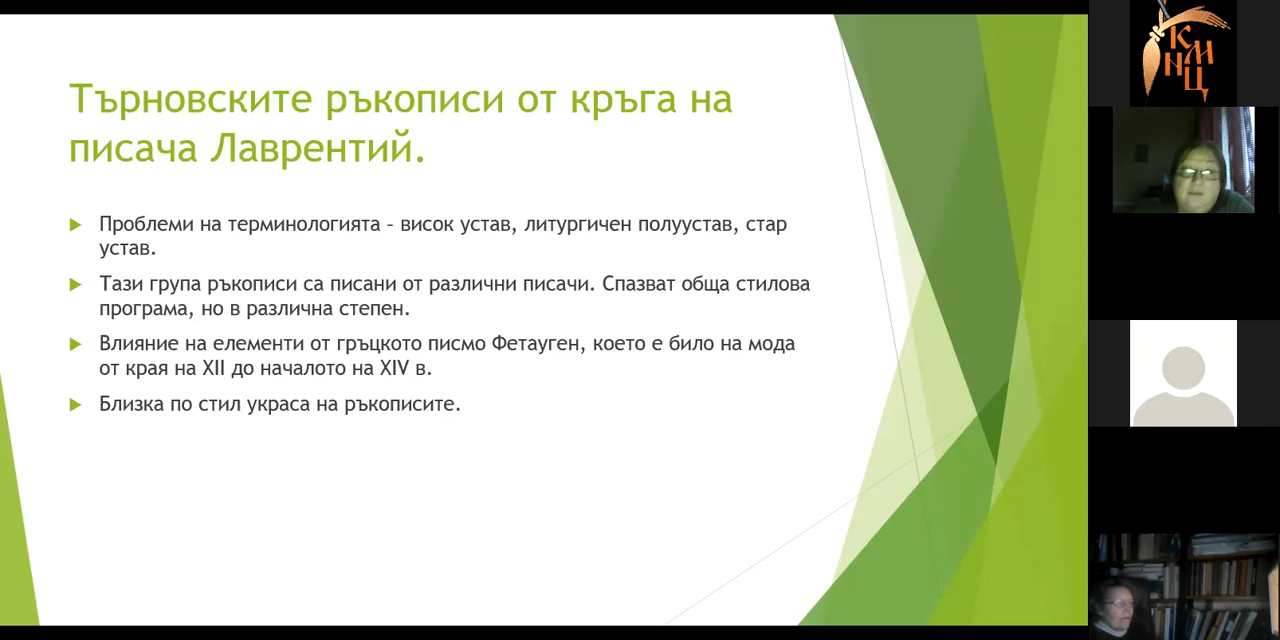 Търновските ръкописи от кръга на
писача Лаврентий.
Проблеми на терминологията – висок устав, литургичен полуустав, стар
устав.
Тази група ръкописи са писани от различни писачи. Спазват обща стилова
програма, но в различна степен.
Влияние на елементи от гръцкото писмо Фетауген, което е било на мода
от края на XII до началото на XIV в.
Близка по стил украса на ръкописите.
К
М
Н
Ц